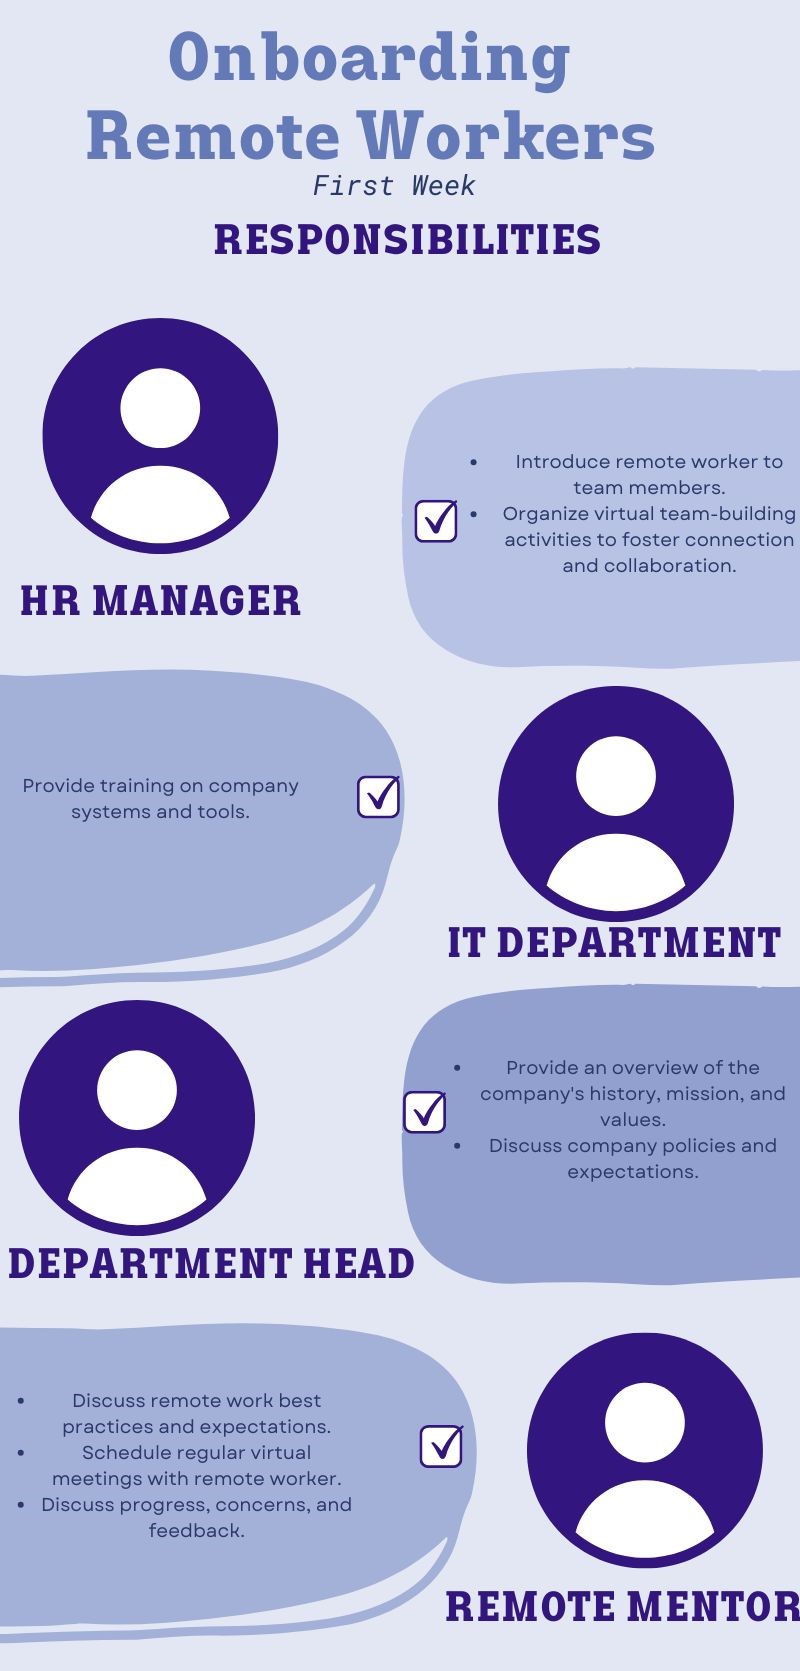 Onboarding
Remote Workers
First Week
RESPONSIBILITIES
• Introduce remote worker to
team members.
• Organize virtual team-building
activities to foster connection
and collaboration.
HR MANAGER
Provide training on company
systems and tools.
IT DEPARTMENT
• Provide an overview of the
company's history, mission, and
values.
• Discuss company policies and
expectations.
DEPARTMENT HEAD
• Discuss remote work best
practices and expectations.
• Schedule regular virtual
meetings with remote worker.
• Discuss progress, concerns, and
feedback.
REMOTE MENTOR